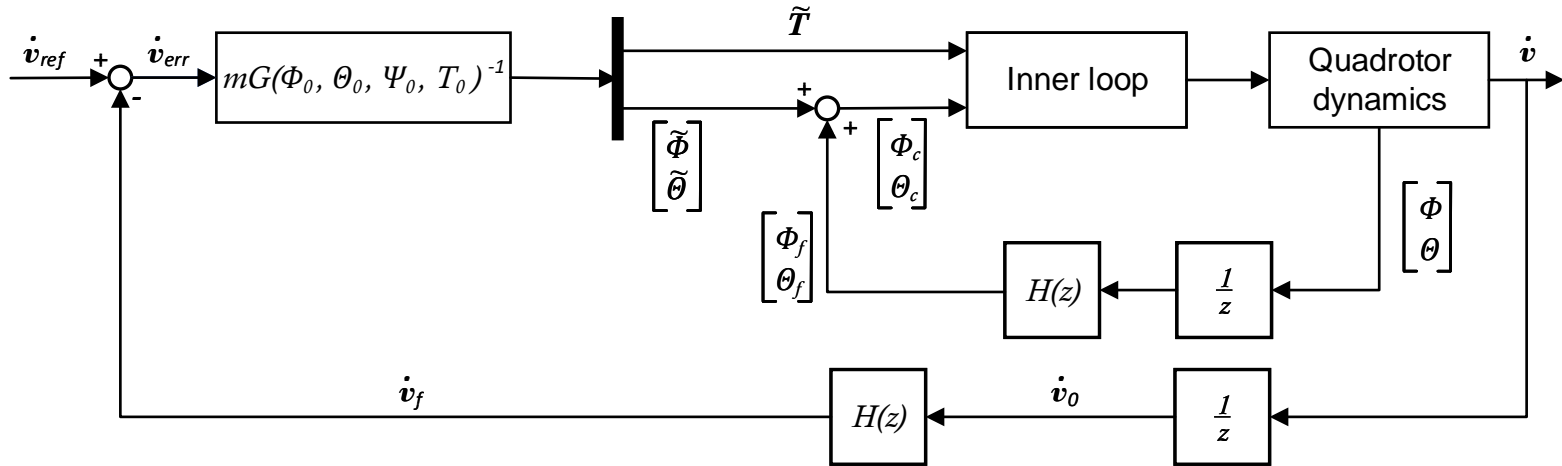 v̇ref
+
-
v̇err
mG(Φ0, Θ0, Ψ0, T0)⁻¹
T̃
[Φ̃
Θ̃]
+
+
[Φc
Θc]
Inner loop
Quadrotor
dynamics
v̇
[Φ
Θ]
[Φf
Θf]
H(z)
1
z
v̇f
H(z)
v̇0
1
z